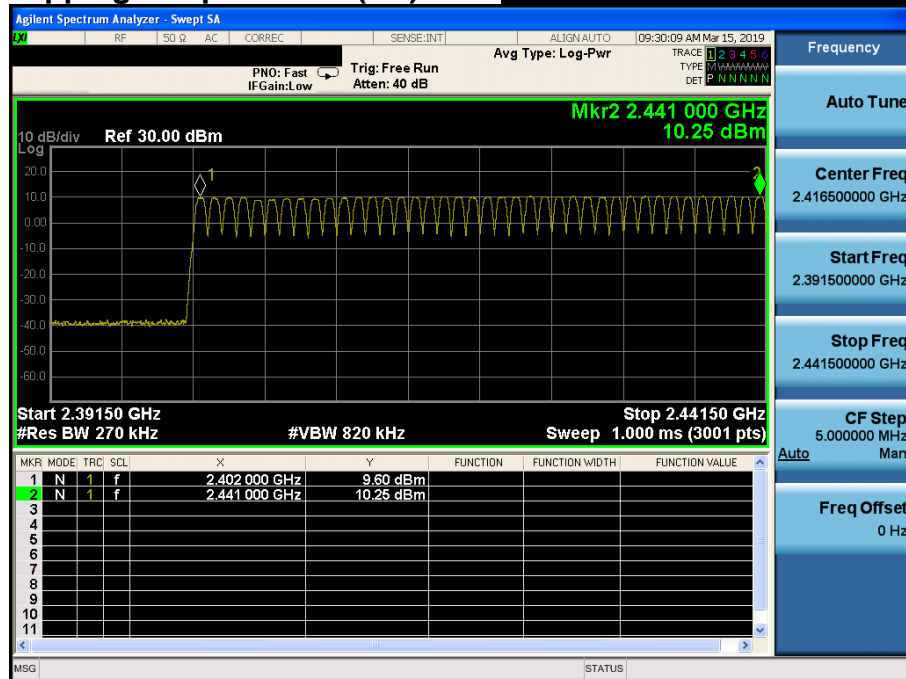 Agilent Spectrum Analyzer - Swept SA
LXI RF 50 Ω AC CORREC SENSE:INT ALIGN AUTO 09:30:09 AM Mar 15, 2019
Avg Type: Log-Pwr
TRACE 1 2 3 4 5 6
TYPE M W W W W W
DET P N N N N N
PNO: Fast Trig: Free Run
IFGain:Low Atten: 40 dB
Mkr2 2.441 000 GHz
10.25 dBm
10 dB/div Ref 30.00 dBm
Log
20.0
10.0
0.00
-10.0
-20.0
-30.0
-40.0
-50.0
-60.0
1
2
Start 2.39150 GHz Stop 2.44150 GHz
#Res BW 270 kHz #VBW 820 kHz Sweep 1.000 ms (3001 pts)
MKR MODE TRC SCL X Y FUNCTION FUNCTION WIDTH FUNCTION VALUE
1 N 1 f 2.402 000 GHz 9.60 dBm
2 N 1 f 2.441 000 GHz 10.25 dBm
3
4
5
6
7
8
9
10
11
MSG STATUS
Frequency
Auto Tune
Center Freq
2.416500000 GHz
Start Freq
2.391500000 GHz
Stop Freq
2.441500000 GHz
CF Step
5.000000 MHz
Auto Man
Freq Offset
0 Hz